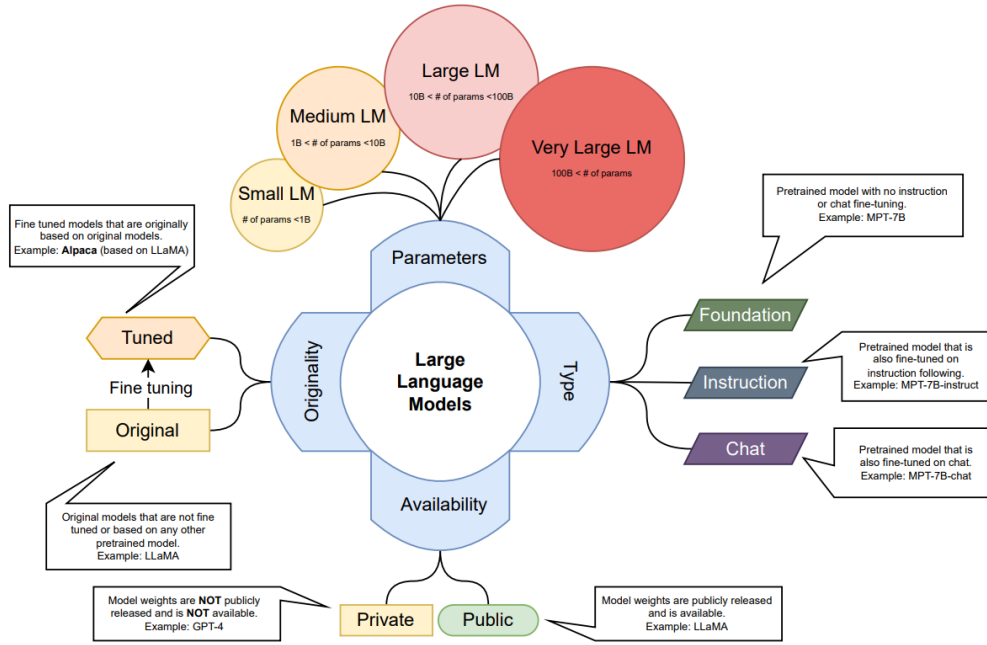 Large LM
10B < # of params <100B
Medium LM
1B < # of params <10B
Very Large LM
100B < # of params
Small LM
# of params <1B
Pretrained model with no instruction
or chat fine-tuning.
Example: MPT-7B
Fine tuned models that are originally
based on original models.
Example: Alpaca (based on LLaMA)
Parameters
Foundation
Tuned
Fine tuning
Original
Originality
Large
Language
Models
Type
Instruction
Pretrained model that is
also fine-tuned on
instruction following.
Example: MPT-7B-instruct
Chat
Pretrained model that is
also fine-tuned on chat.
Example: MPT-7B-chat
Availability
Original models that are not fine
tuned or based on any other
pretrained model.
Example: LLaMA
Model weights are NOT publicly
released and is NOT available.
Example: GPT-4
Private
Public
Model weights are publicly released
and is available.
Example: LLaMA